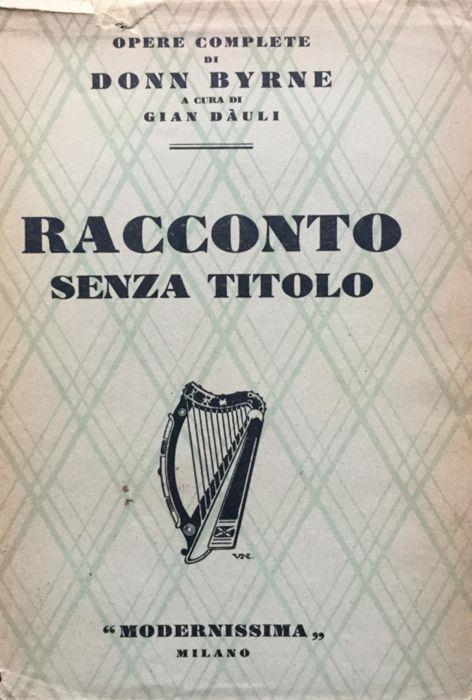 OPERE COMPLETE
DI
DONN BYRNE
A CURA DI
GIAN DÀULI
RACCONTO
SENZA TITOLO
VN.
“MODERNISSIMA„
MILANO